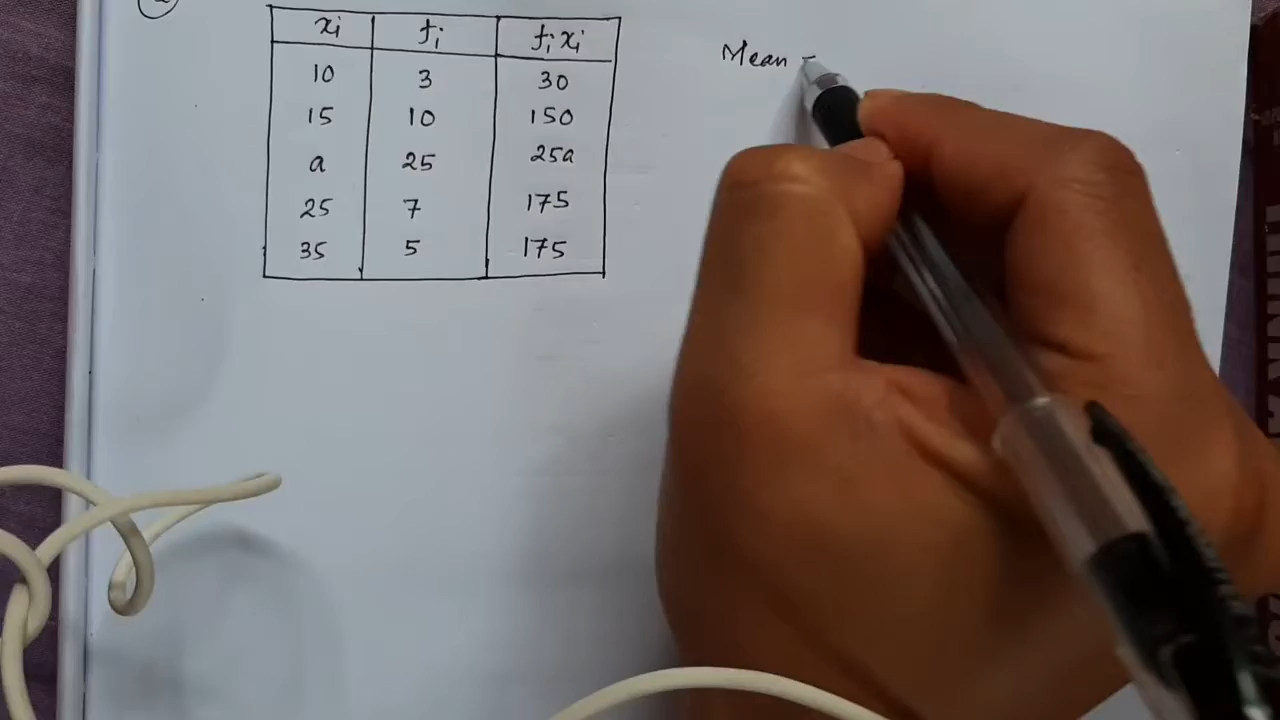 xi fi fixi Mean -
10 3 30
15 10 150
a 25 25a
25 7 175
35 5 175